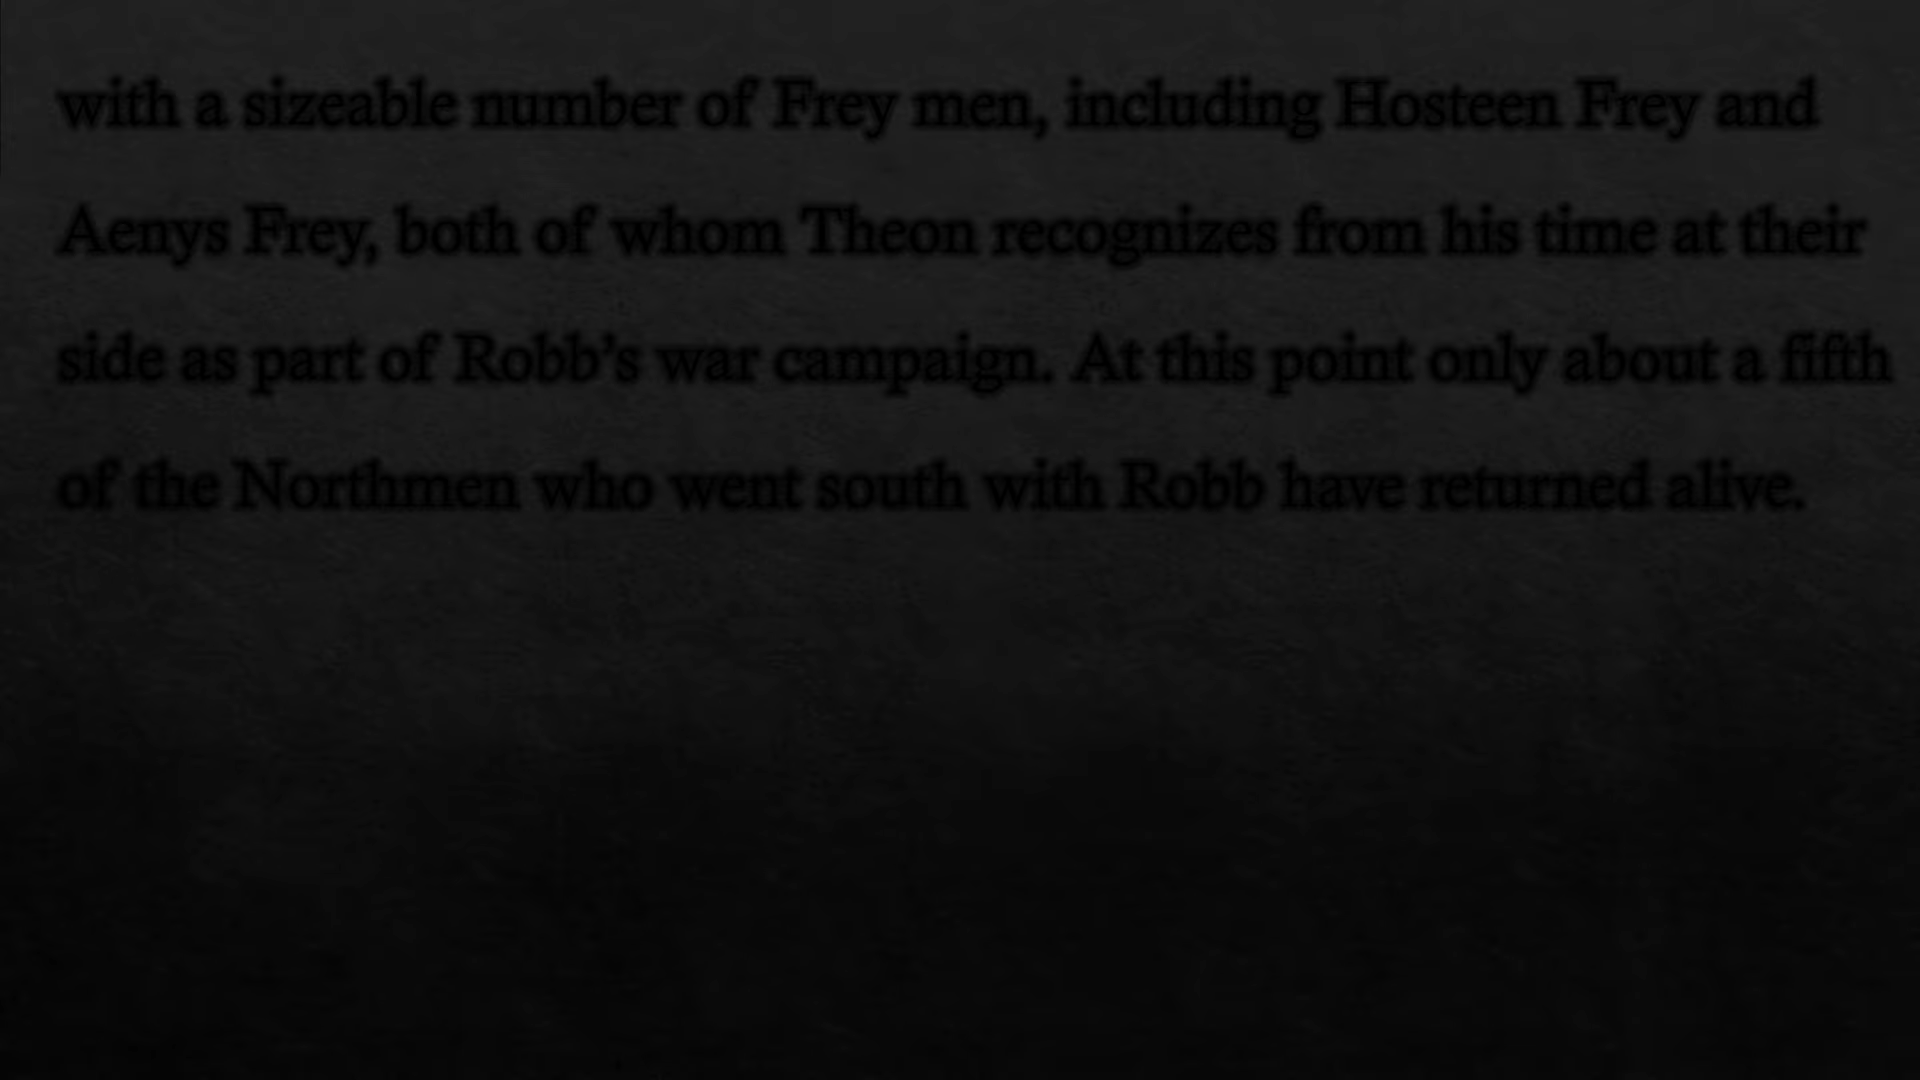 with a sizeable number of Frey men, including Hosteen Frey and
Aenys Frey, both of whom Theon recognizes from his time at their
side as part of Robb’s war campaign. At this point only about a fifth
of the Northmen who went south with Robb have returned alive.